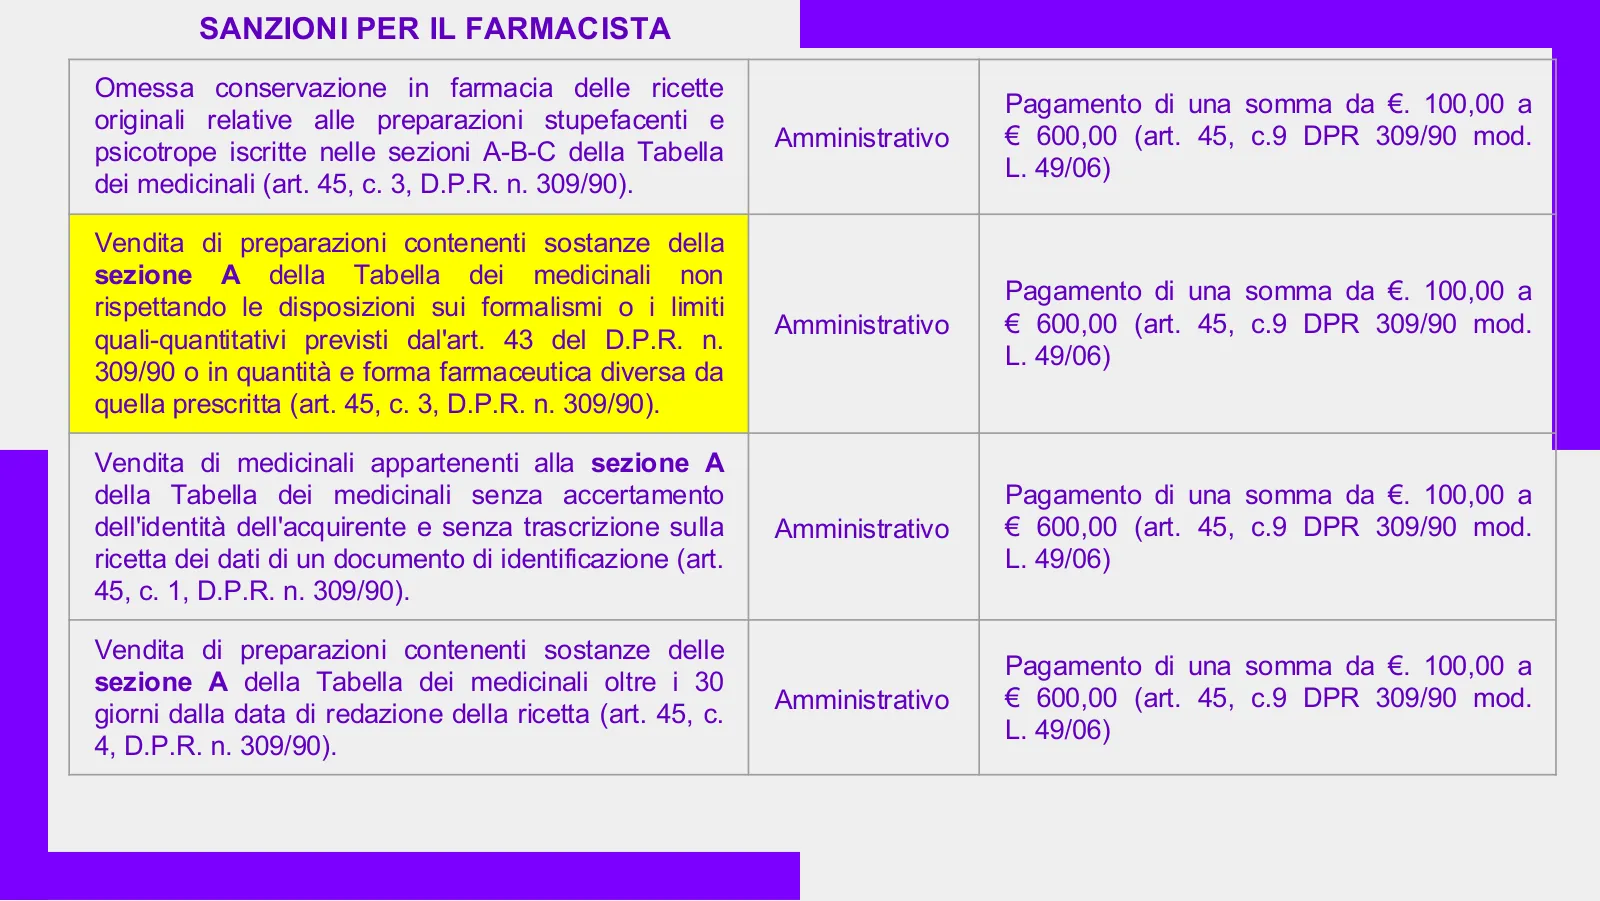 SANZIONI PER IL FARMACISTA
Omessa conservazione in farmacia delle ricette
originali relative alle preparazioni stupefacenti e
psicotrope iscritte nelle sezioni A-B-C della Tabella
dei medicinali (art. 45, c. 3, D.P.R. n. 309/90).
Amministrativo
Pagamento di una somma da €. 100,00 a
€ 600,00 (art. 45, c.9 DPR 309/90 mod.
L. 49/06)
Vendita di preparazioni contenenti sostanze della
sezione A della Tabella dei medicinali non
rispettando le disposizioni sui formalismi o i limiti
quali-quantitativi previsti dal'art. 43 del D.P.R. n.
309/90 o in quantità e forma farmaceutica diversa da
quella prescritta (art. 45, c. 3, D.P.R. n. 309/90).
Amministrativo
Pagamento di una somma da €. 100,00 a
€ 600,00 (art. 45, c.9 DPR 309/90 mod.
L. 49/06)
Vendita di medicinali appartenenti alla sezione A
della Tabella dei medicinali senza accertamento
dell'identità dell'acquirente e senza trascrizione sulla
ricetta dei dati di un documento di identificazione (art.
45, c. 1, D.P.R. n. 309/90).
Amministrativo
Pagamento di una somma da €. 100,00 a
€ 600,00 (art. 45, c.9 DPR 309/90 mod.
L. 49/06)
Vendita di preparazioni contenenti sostanze delle
sezione A della Tabella dei medicinali oltre i 30
giorni dalla data di redazione della ricetta (art. 45, c.
4, D.P.R. n. 309/90).
Amministrativo
Pagamento di una somma da €. 100,00 a
€ 600,00 (art. 45, c.9 DPR 309/90 mod.
L. 49/06)